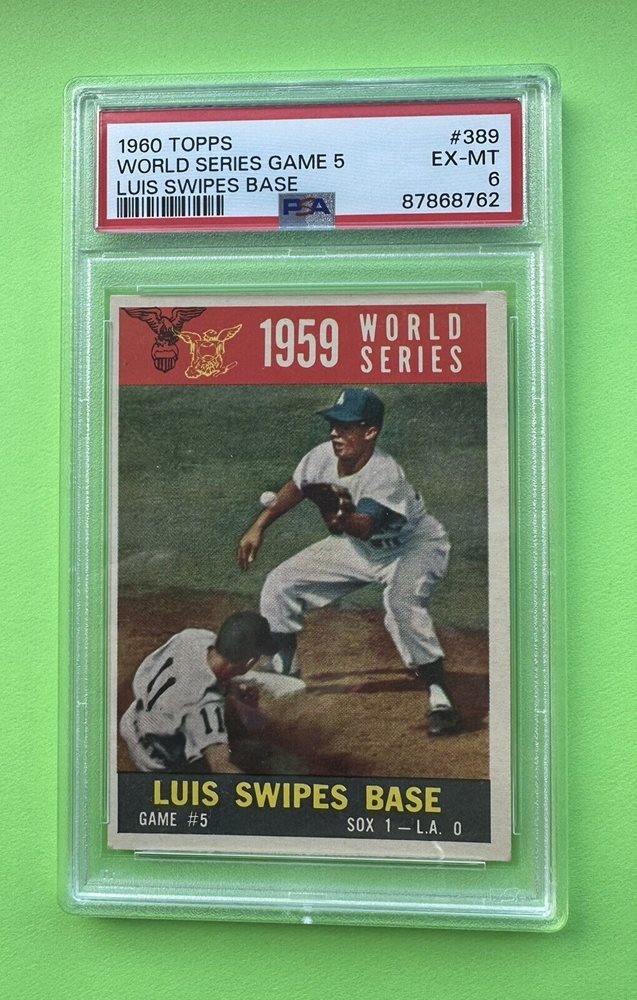 1960 TOPPS #389
WORLD SERIES GAME 5 EX-MT
LUIS SWIPES BASE 6
PSA 87868762
1959 WORLD SERIES
A
11
11
LUIS SWIPES BASE
GAME #5 SOX 1 — L.A. 0